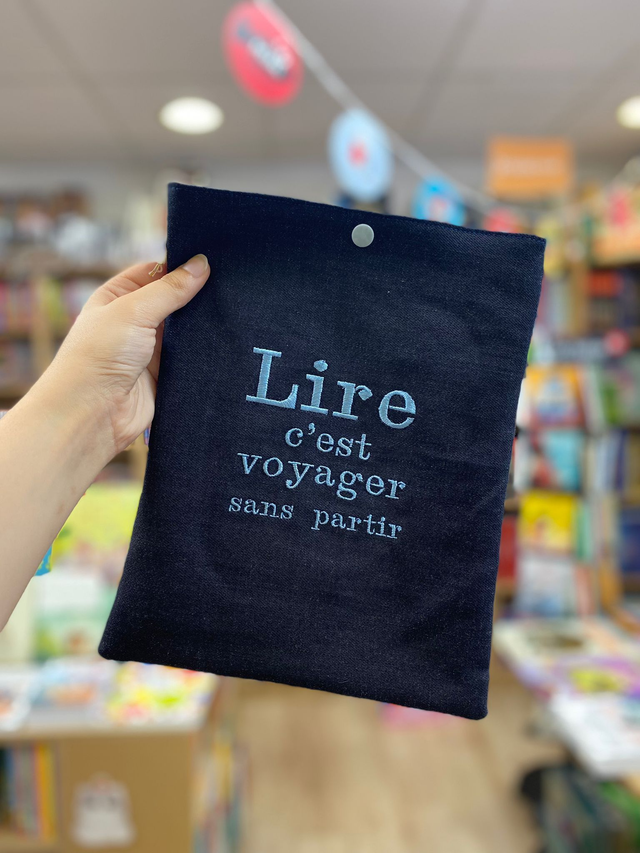 Lire
c'est
voyager
sans partir